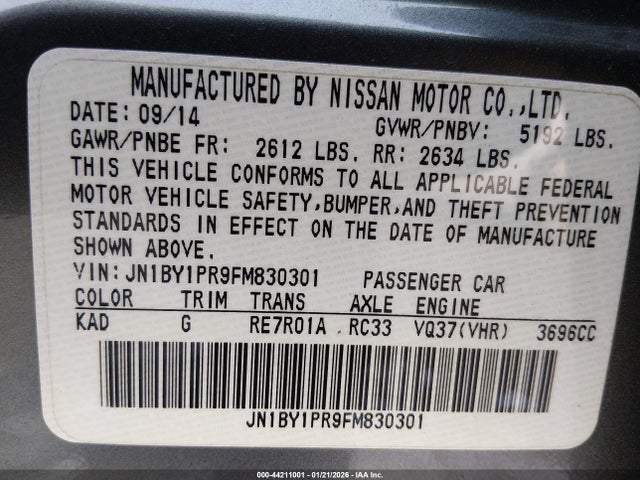 MANUFACTURED BY NISSAN MOTOR CO.,LTD.
DATE: 09/14 GVWR/PNBV: 5192 LBS.
GAWR/PNBE FR: 2612 LBS. RR: 2634 LBS.
THIS VEHICLE CONFORMS TO ALL APPLICABLE FEDERAL
MOTOR VEHICLE SAFETY,BUMPER,AND THEFT PREVENTION
STANDARDS IN EFFECT ON THE DATE OF MANUFACTURE
SHOWN ABOVE.
VIN: JN1BY1PR9FM830301 PASSENGER CAR
COLOR TRIM TRANS AXLE ENGINE
KAD G RE7R01A RC33 VQ37(VHR) 3696CC
JN1BY1PR9FM830301
000-44211001 - 01/21/2026 - IAAI.COM